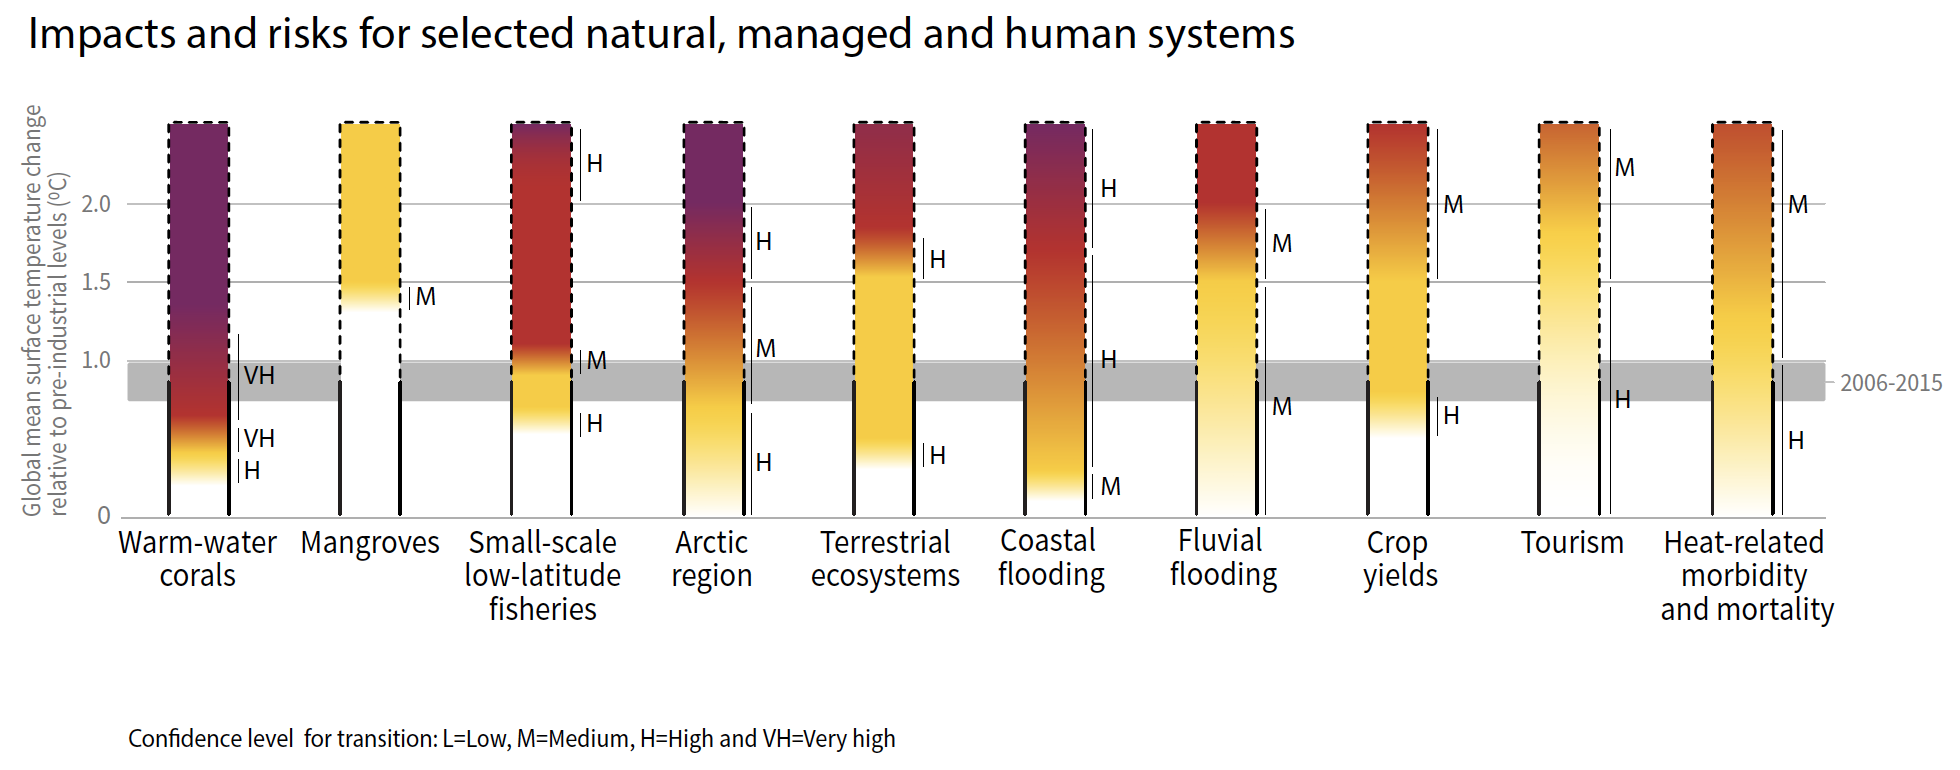 Impacts and risks for selected natural, managed and human systems
Global mean surface temperature change
relative to pre-industrial levels (⁰C)
2.0
1.5
1.0
0
H
M
H
H
H
H
H
M
M
M
M
M
VH
VH
H
M
H
M
H
H
H
M
M
H
H
H
2006-2015
Warm-water
corals
Mangroves
Small-scale
low-latitude
fisheries
Arctic
region
Terrestrial
ecosystems
Coastal
flooding
Fluvial
flooding
Crop
yields
Tourism
Heat-related
morbidity
and mortality
Confidence level for transition: L=Low, M=Medium, H=High and VH=Very high